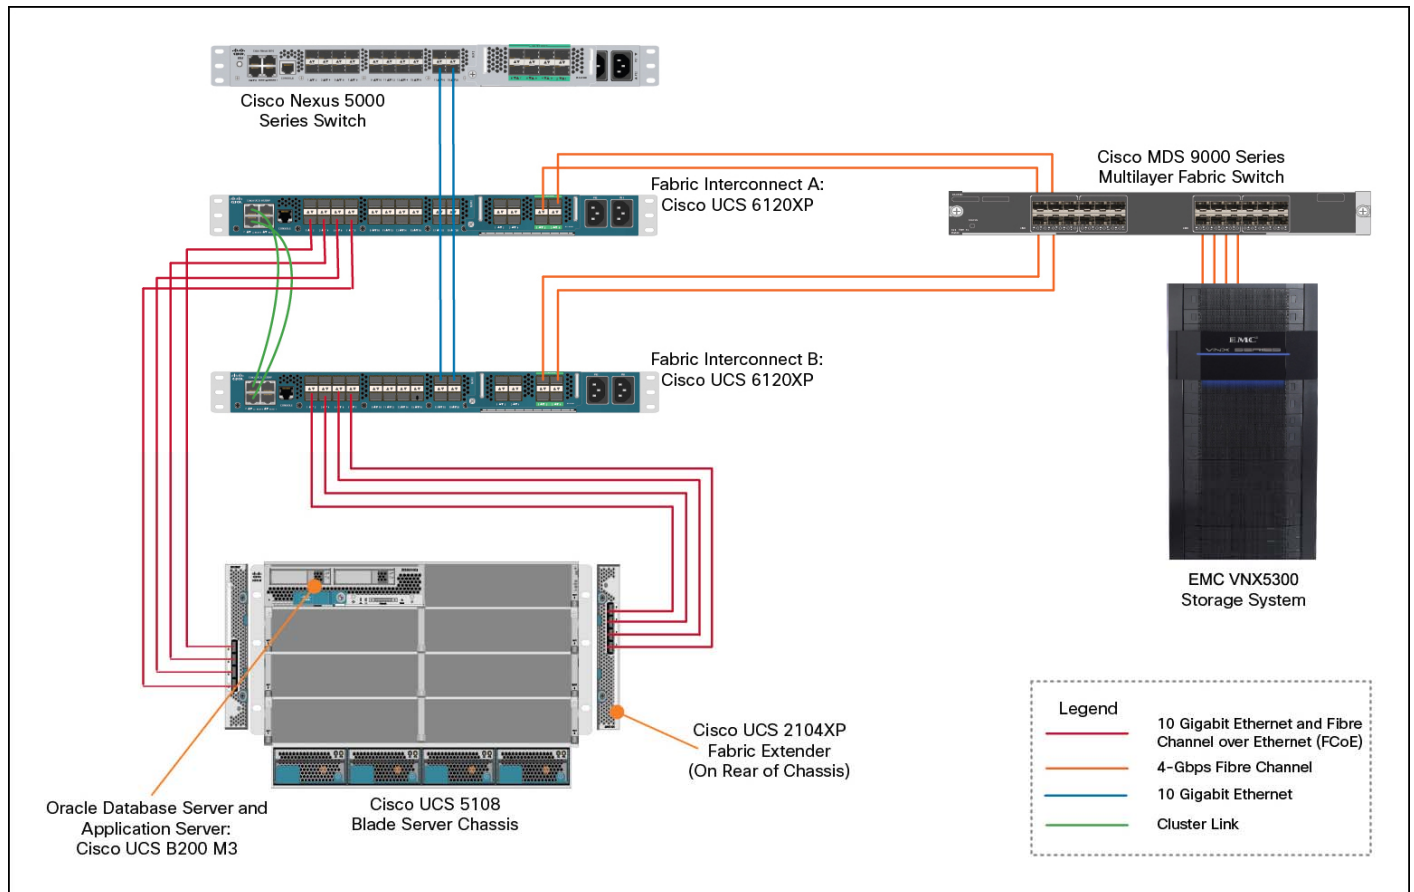 Cisco Nexus 5000
Series Switch
Fabric Interconnect A:
Cisco UCS 6120XP
Cisco MDS 9000 Series
Multilayer Fabric Switch
Fabric Interconnect B:
Cisco UCS 6120XP
EMC²
VNX SERIES
EMC VNX5300
Storage System
Cisco UCS 2104XP
Fabric Extender
(On Rear of Chassis)
Cisco UCS 5108
Blade Server Chassis
Oracle Database Server and
Application Server:
Cisco UCS B200 M3
Legend
10 Gigabit Ethernet and Fibre
Channel over Ethernet (FCoE)
4-Gbps Fibre Channel
10 Gigabit Ethernet
Cluster Link